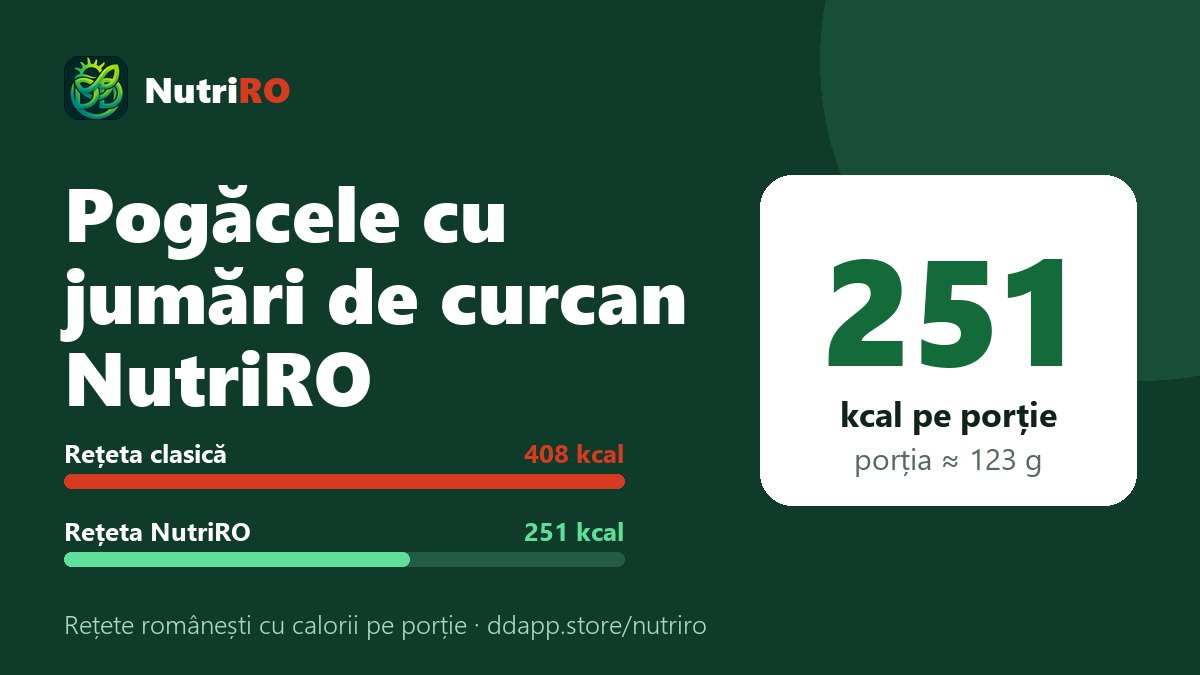 NutriRO
Pogăcele cu
jumări de curcan
NutriRO
Rețeta clasică 408 kcal
Rețeta NutriRO 251 kcal
251
kcal pe porție
porția ≈ 123 g
Rețete românești cu calorii pe porție · ddapp.store/nutriro